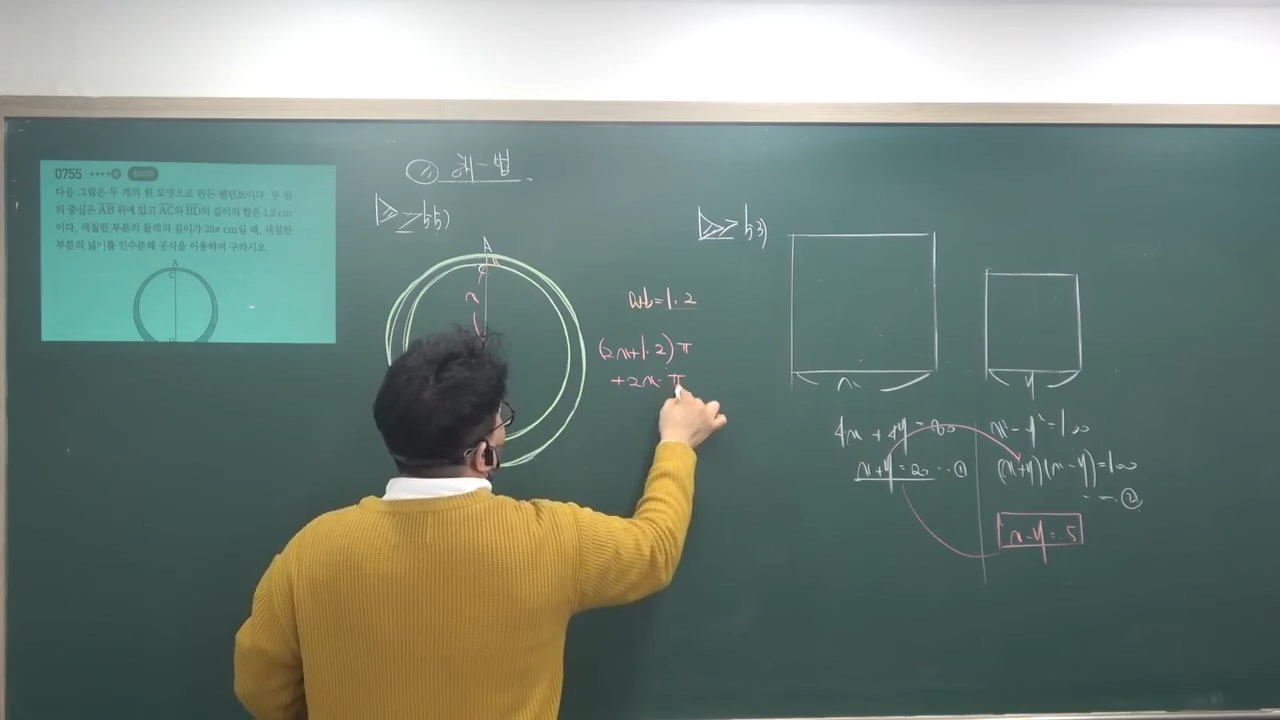 0755
다음 그림은 두 개의 원 모양으로 만든 펜던트이다. 두 원
의 중심은 AB 위에 있고 AC와 BD의 길이의 합은 1.2 cm
이다. 색칠한 부분의 둘레의 길이가 20π cm일 때, 색칠한
부분의 넓이를 인수분해 공식을 이용하여 구하시오.
A
C
해-법
755)
A
C
x
a+b=1.2
(2x+1.2)π
+2x·π
753)
x
y
4x+4y=80
x+y=20 ··· ①
x²-y²=100
(x+y)(x-y)=100
··· ②
x-y=5